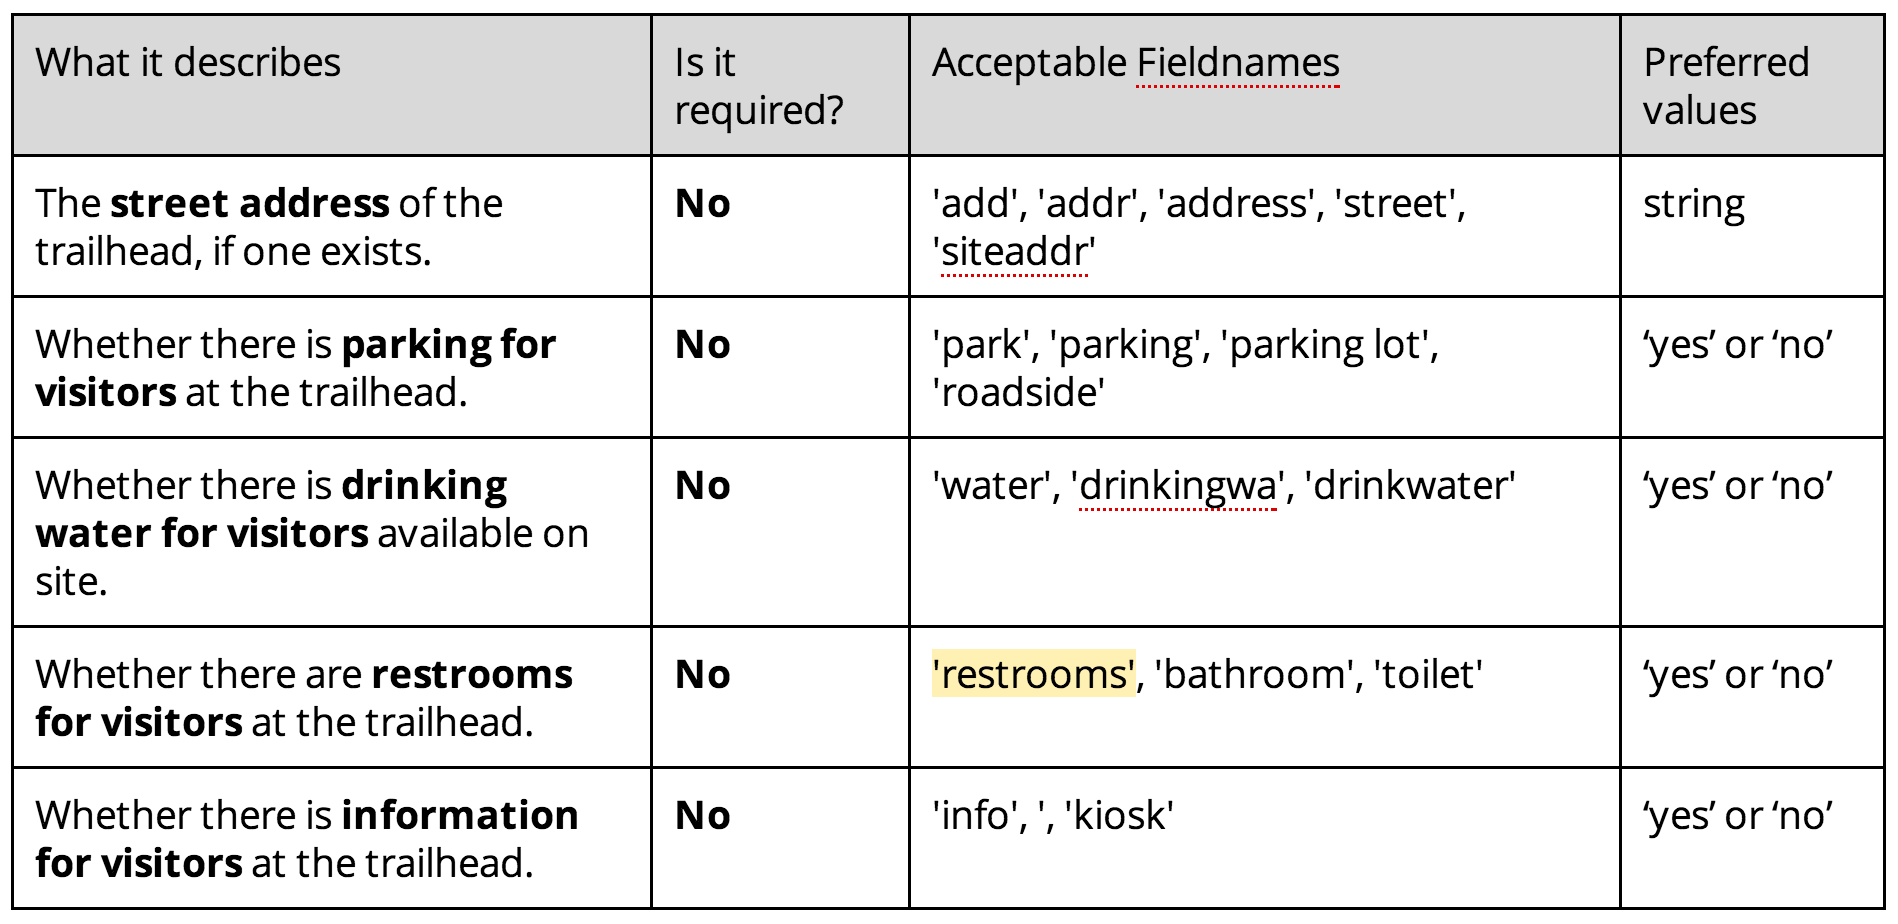 What it describes
Is it
required?
Acceptable Fieldnames
Preferred
values
The street address of the
trailhead, if one exists.
No
'add', 'addr', 'address', 'street',
'siteaddr'
string
Whether there is parking for
visitors at the trailhead.
No
'park', 'parking', 'parking lot',
'roadside'
‘yes’ or ‘no’
Whether there is drinking
water for visitors available on
site.
No
'water', 'drinkingwa', 'drinkwater'
‘yes’ or ‘no’
Whether there are restrooms
for visitors at the trailhead.
No
'restrooms', 'bathroom', 'toilet'
‘yes’ or ‘no’
Whether there is information
for visitors at the trailhead.
No
'info', ', 'kiosk'
‘yes’ or ‘no’